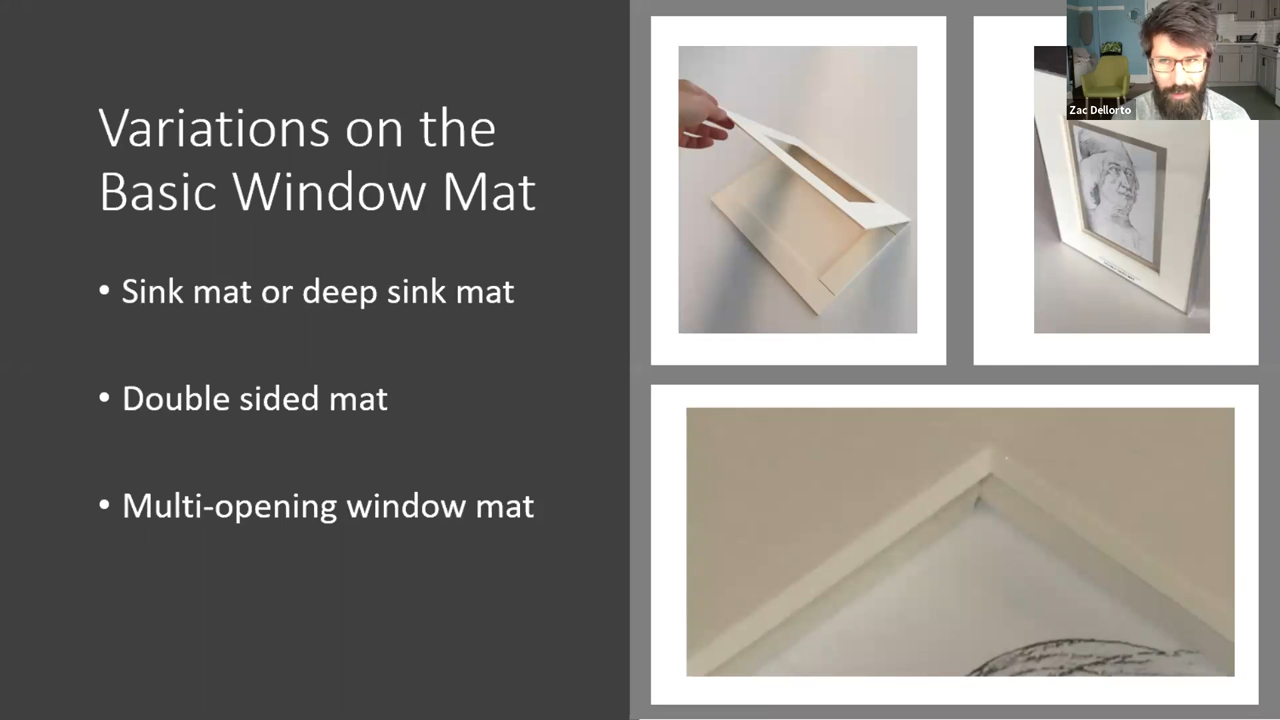 Variations on the
Basic Window Mat
• Sink mat or deep sink mat
• Double sided mat
• Multi-opening window mat
Zac Dellorto